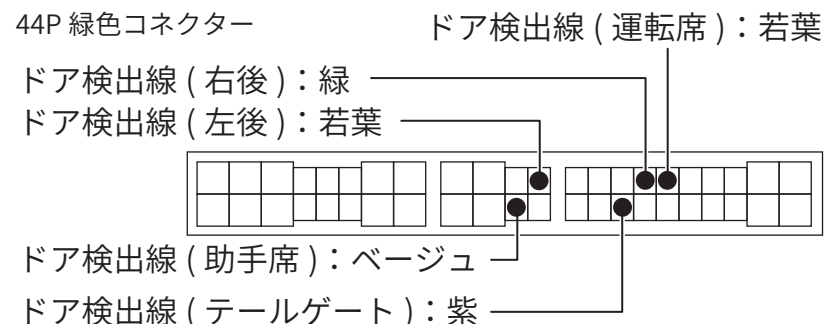 44P 緑色コネクター
ドア検出線 ( 運転席 )：若葉
ドア検出線 ( 右後 )：緑
ドア検出線 ( 左後 )：若葉
ドア検出線 ( 助手席 )：ベージュ
ドア検出線 ( テールゲート )：紫